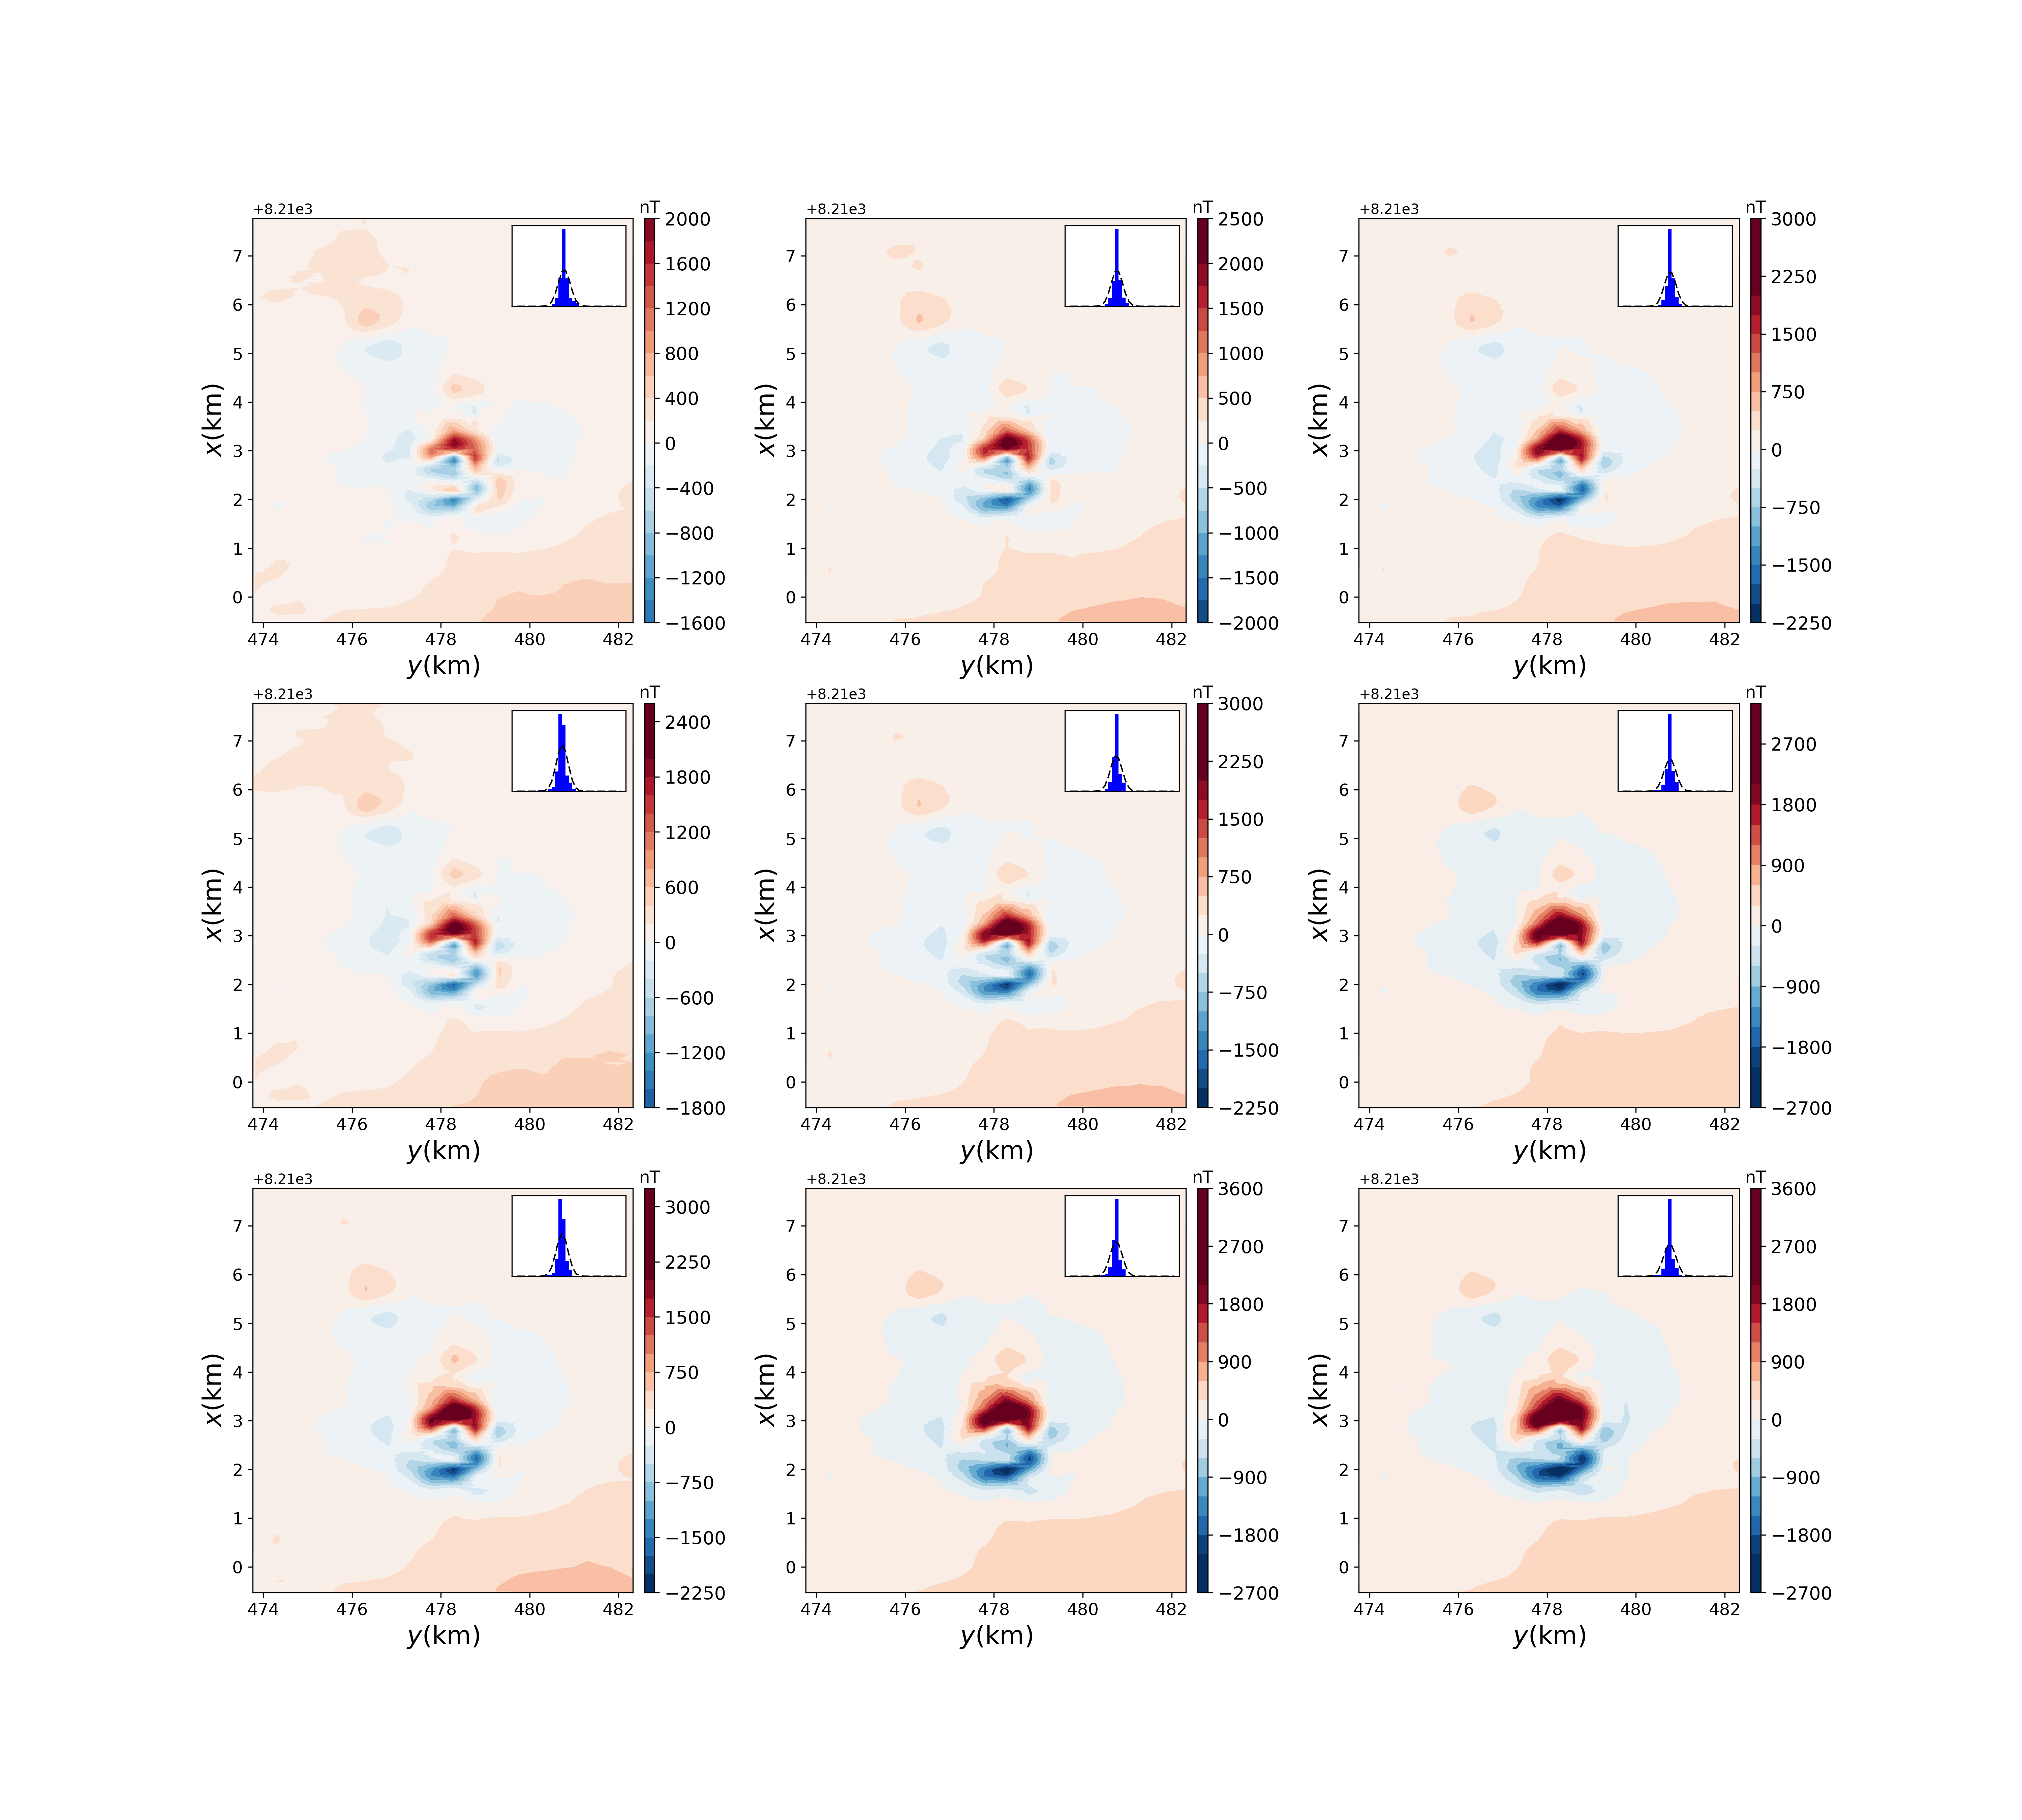 +8.21e3 nT +8.21e3 nT +8.21e3 nT
2000 2500 3000
7 7 7
1600 2000 2250
6 6 6
1200 1500
5 800 5 1000 5 1500
4 400 4 500 4 750
x(km) x(km) x(km)
3 0 3 0 3 0
2 −400 2 −500 2 −750
−800 −1000
1 1 1 −1500
0 −1200 0 −1500 0
−1600 −2000 −2250
474 476 478 480 482 474 476 478 480 482 474 476 478 480 482
y(km) y(km) y(km)
+8.21e3 nT +8.21e3 nT +8.21e3 nT
2400 3000
7 7 7 2700
1800 2250
6 6 6 1800
5 1200 5 1500 5
4 600 4 750 4 900
x(km) x(km) x(km)
3 0 3 0 3 0
2 −600 2 −750 2 −900
1 −1200 1 −1500 1 −1800
0 0 0
−1800 −2250 −2700
474 476 478 480 482 474 476 478 480 482 474 476 478 480 482
y(km) y(km) y(km)
+8.21e3 nT +8.21e3 nT +8.21e3 nT
3000 3600 3600
7 7 7
2250 2700 2700
6 6 6
5 1500 5 1800 5 1800
4 750 4 900 4 900
x(km) x(km) x(km)
3 0 3 0 3 0
2 −750 2 −900 2 −900
1 −1500 1 −1800 1 −1800
0 0 0
−2250 −2700 −2700
474 476 478 480 482 474 476 478 480 482 474 476 478 480 482
y(km) y(km) y(km)